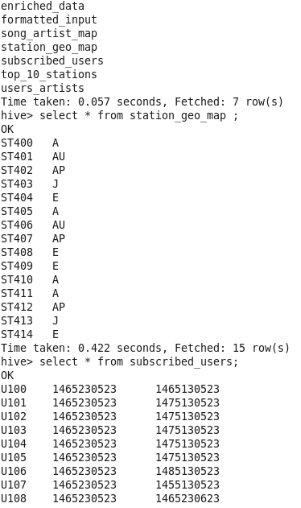 enriched_data
formatted_input
song_artist_map
station_geo_map
subscribed_users
top_10_stations
users_artists
Time taken: 0.057 seconds, Fetched: 7 row(s)
hive> select * from station_geo_map ;
OK
ST400 A
ST401 AU
ST402 AP
ST403 J
ST404 E
ST405 A
ST406 AU
ST407 AP
ST408 E
ST409 E
ST410 A
ST411 A
ST412 AP
ST413 J
ST414 E
Time taken: 0.422 seconds, Fetched: 15 row(s)
hive> select * from subscribed_users;
OK
U100 1465230523 1465130523
U101 1465230523 1475130523
U102 1465230523 1475130523
U103 1465230523 1475130523
U104 1465230523 1475130523
U105 1465230523 1475130523
U106 1465230523 1485130523
U107 1465230523 1455130523
U108 1465230523 1465230623